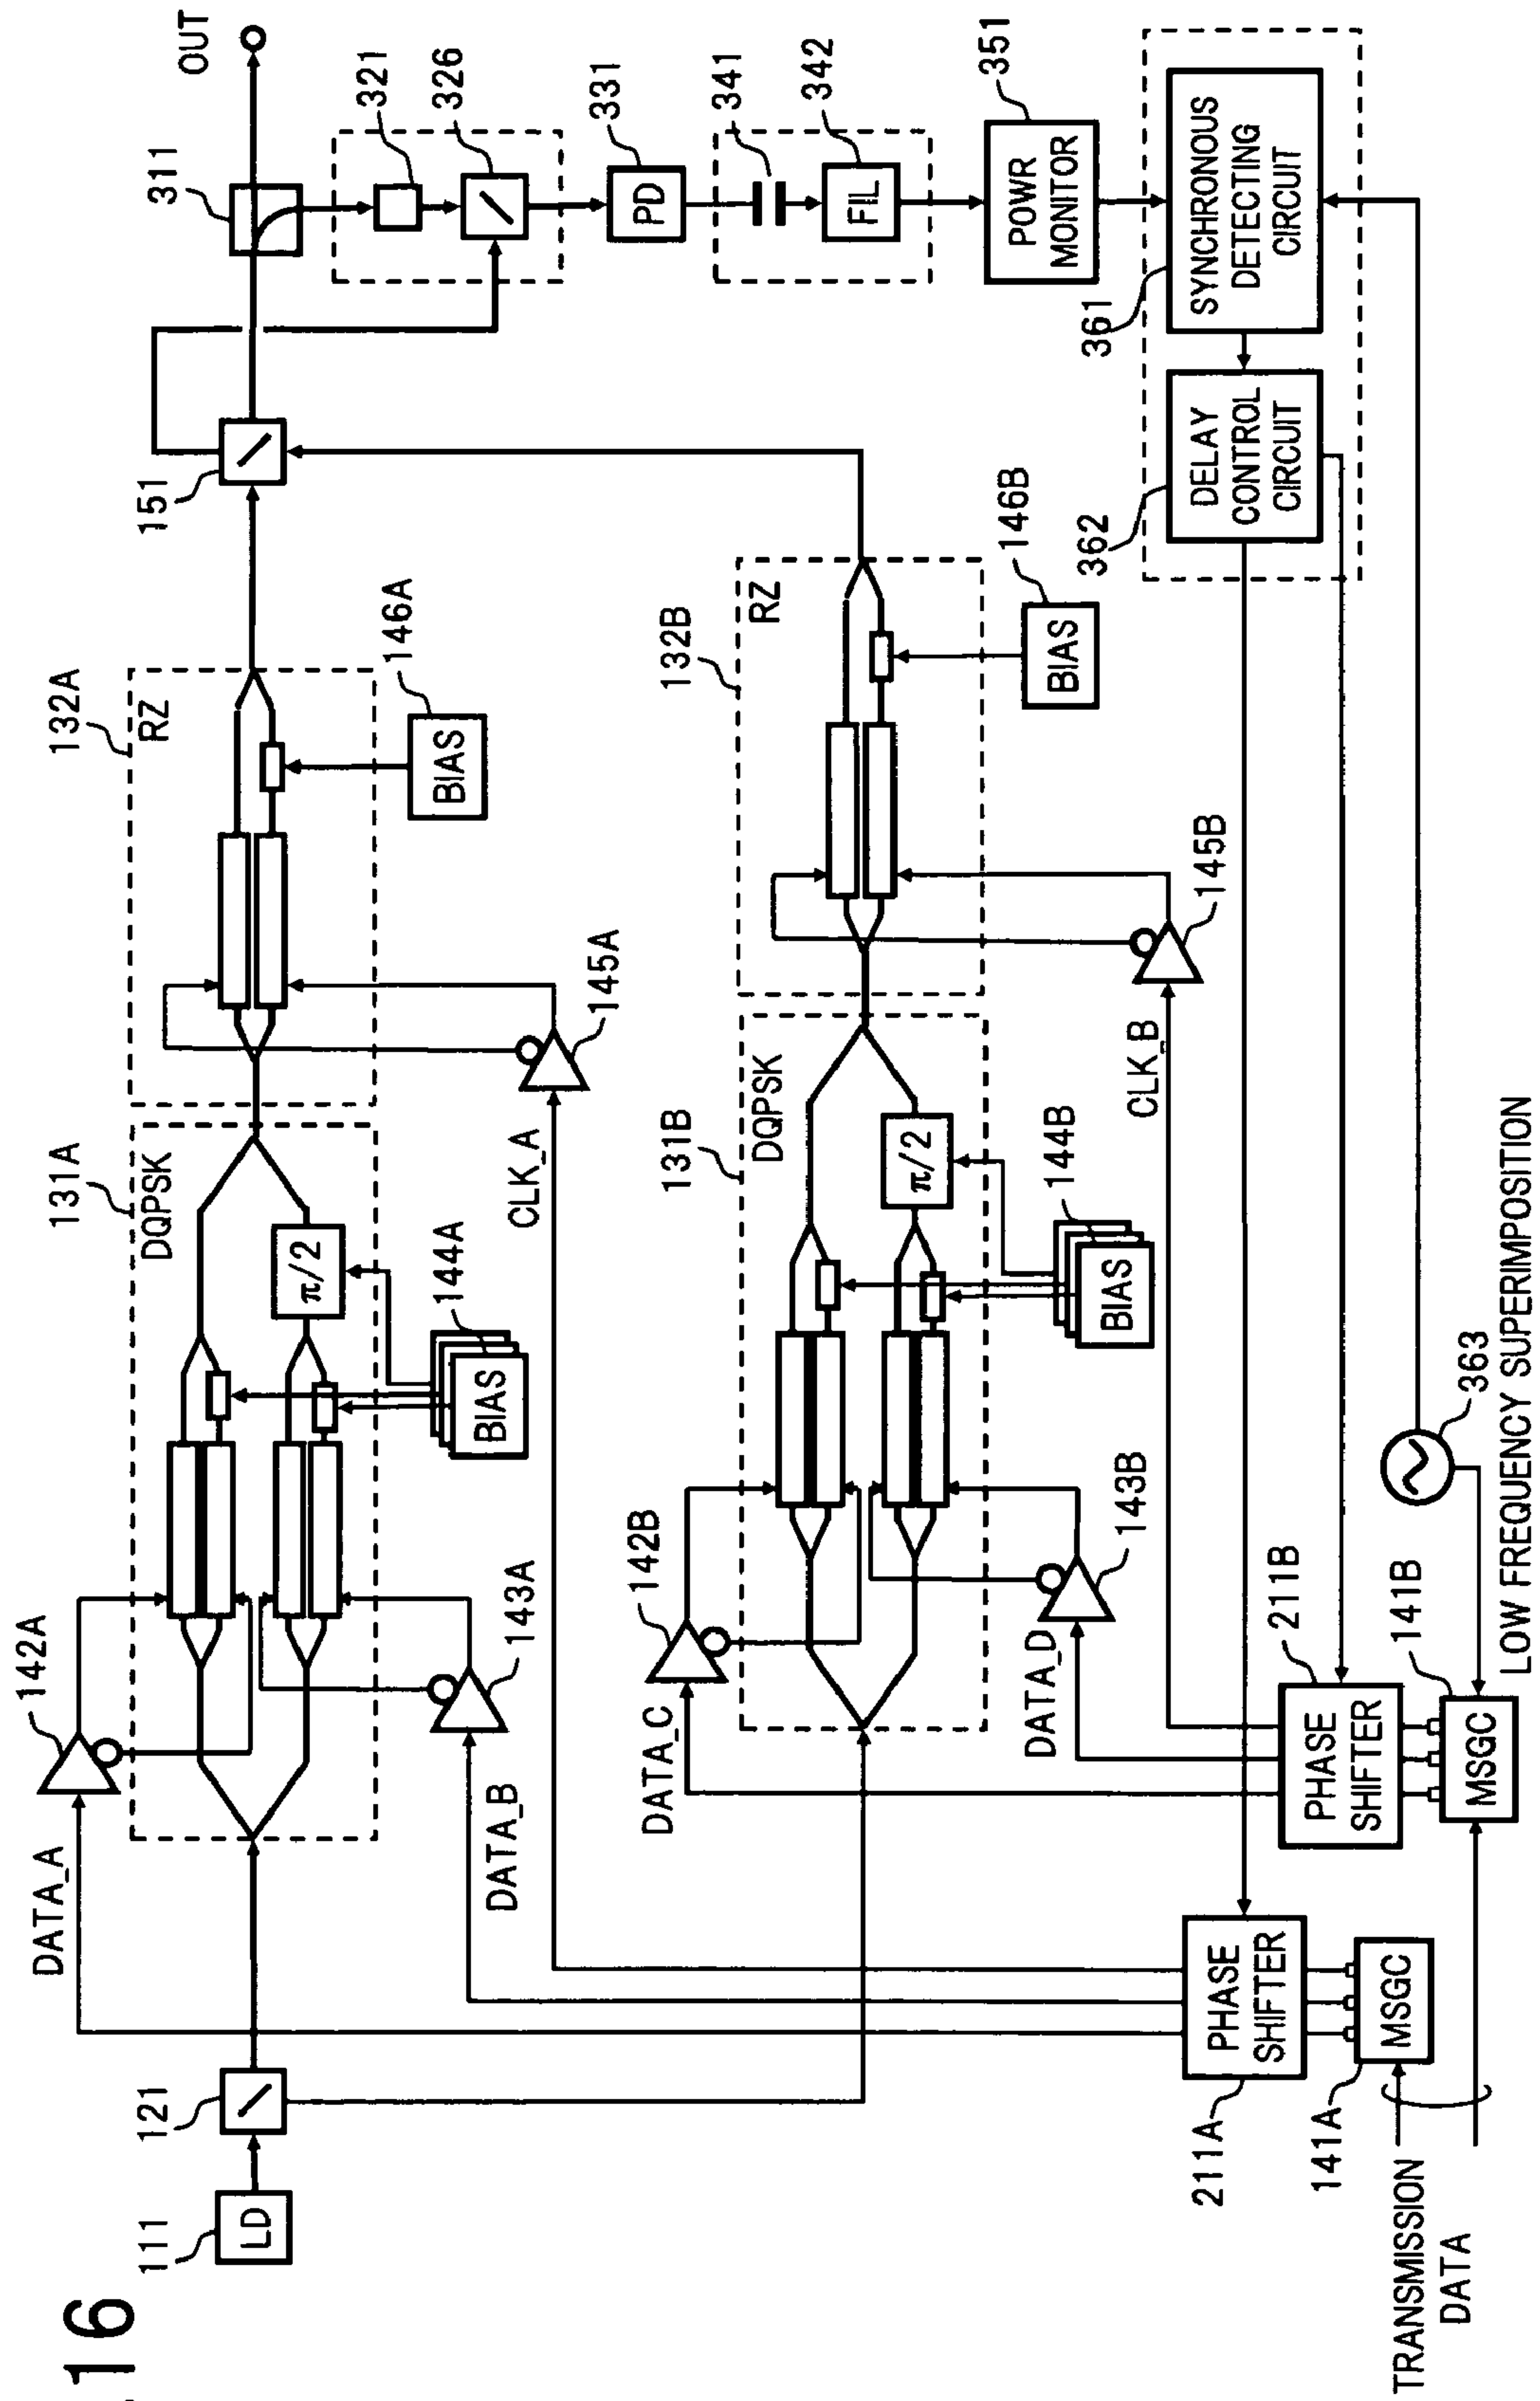 .16
111
LD
121
DATA_A
142A
131A
DQPSK
π/2
144A
BIAS
DATA_B
143A
CLK_A
145A
132A
RZ
146A
BIAS
151
311
OUT
321
326
331
PD
341
342
FIL
351
POWR
MONITOR
361
SYNCHRONOUS
DETECTING
CIRCUIT
362
DELAY
CONTROL
CIRCUIT
DATA_C
142B
131B
DQPSK
π/2
144B
BIAS
DATA_D
143B
CLK_B
145B
132B
RZ
146B
BIAS
211A
PHASE
SHIFTER
141A
MSGC
211B
PHASE
SHIFTER
141B
MSGC
363
LOW FREQUENCY SUPERIMPOSITION
TRANSMISSION
DATA